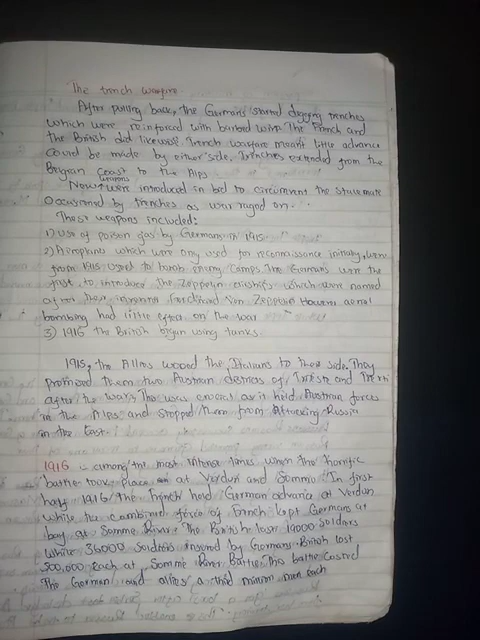 The trench warfare
After pulling back, the Germans started digging trenches
which were reinforced with barbed wire. The French and
the British did likewise. Trench warfare meant little advance
could be made by either side. Trenches extended from the
Belgian coast to the Alps
Now weapons were introduced in bid to circumvent the stalemate
Occasioned by trenches as war raged on.
These weapons included:
1) Use of poison gas by Germans in 1915
2) Aeroplanes which were only used for reconnaissance initially, were
from 1915 used to bomb enemy camps. The Germans were the
first to introduce the Zeppelyn airships which were named
after their inventor Ferdinand Von Zeppelin. However aerial
bombing had little effect on the war
3) 1916 the British began using tanks.
1915, the Allies wooed the Italians to their side. They
promised them two Austrian of Trieste and
after the war. This was crucial as it held Austrian forces
in the Alps and stopped them from Attacking Russia
in the East.
1916 - among the most intense times when the horrific
battle took place at Verdun and Somme. In first
half 1916 the french held German advance at Verdun
while the combined force of French kept Germans at
bay at Somme River. The British lost 19000 soldiers
while 36000 soldiers injured by Germans. British lost
500,000 each at Somme River Battle. This battle costed
The German and allies a million men each